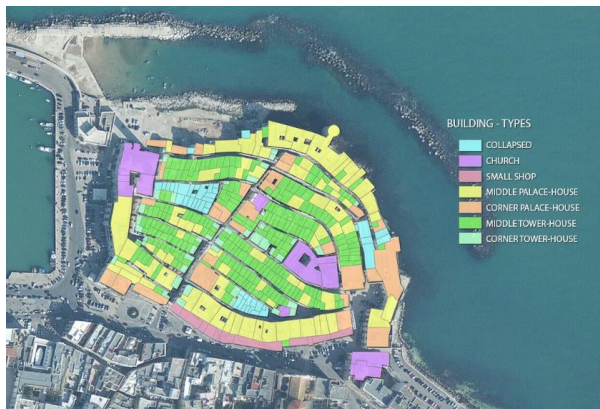 BUILDING - TYPES
COLLAPSED
CHURCH
SMALL SHOP
MIDDLE PALACE-HOUSE
CORNER PALACE-HOUSE
MIDDLE TOWER-HOUSE
CORNER TOWER-HOUSE